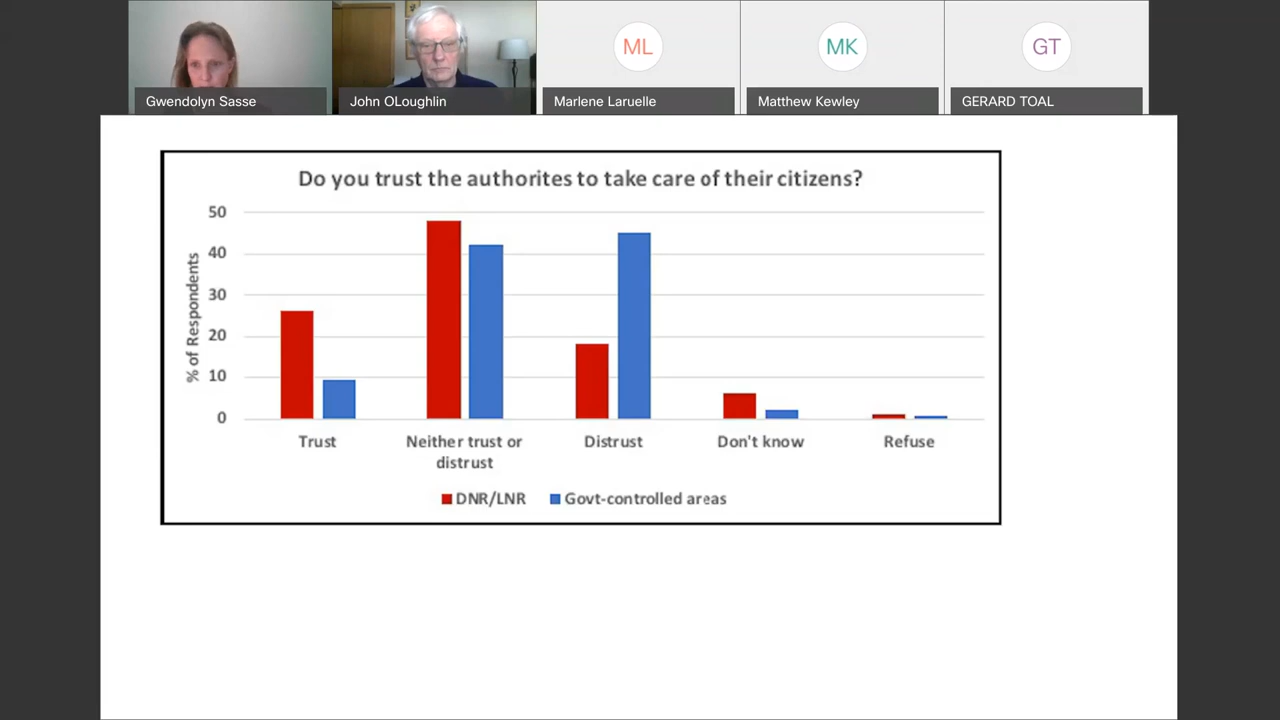 Gwendolyn Sasse
John OLoughlin
ML
Marlene Laruelle
MK
Matthew Kewley
GT
GERARD TOAL
Do you trust the authorites to take care of their citizens?
% of Respondents
50
40
30
20
10
0
Trust
Neither trust or
distrust
Distrust
Don't know
Refuse
DNR/LNR
Govt-controlled areas